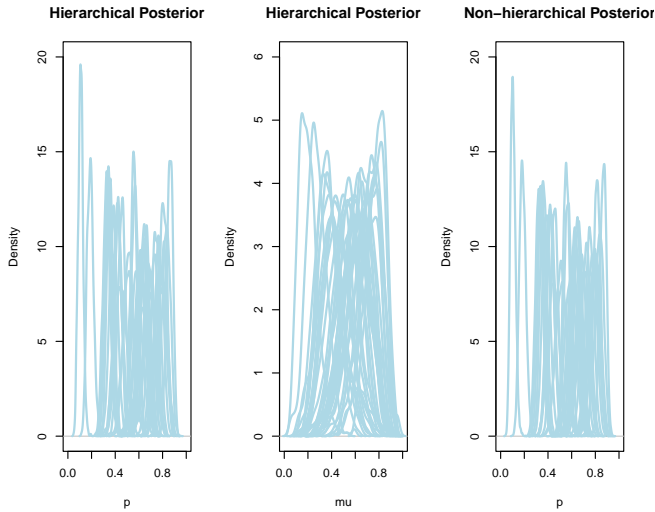 Hierarchical Posterior
Density
0
5
10
15
20
0.0 0.4 0.8
p
Hierarchical Posterior
Density
0
1
2
3
4
5
6
0.0 0.4 0.8
mu
Non−hierarchical Posterior
Density
0
5
10
15
20
0.0 0.4 0.8
p